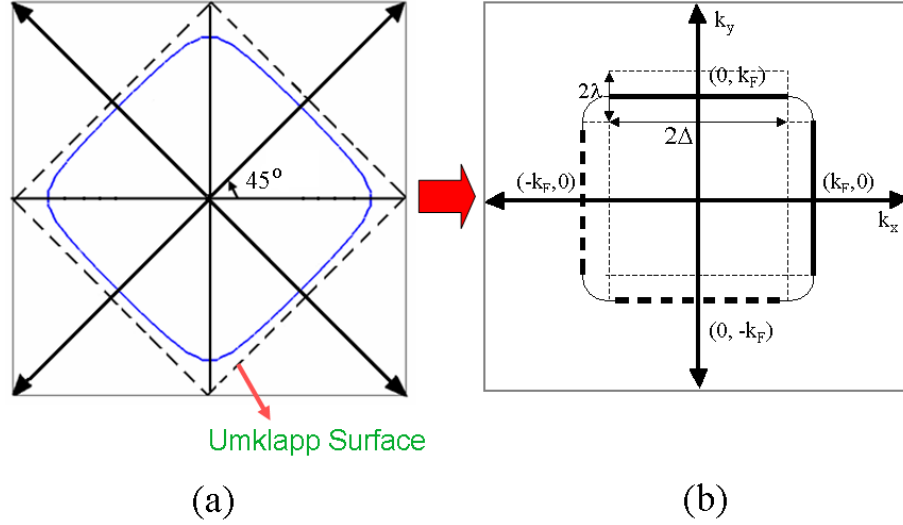 45°
Umklapp Surface
(a)
k_y
(0, k_F)
2λ
2Δ
(-k_F,0)
(k_F,0)
k_x
(0, -k_F)
(b)